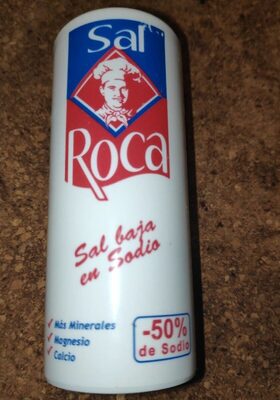 Sal
ROCA
Sal baja
en Sodio
✓ Más Minerales
✓ Magnesio
✓ Calcio
-50%
de Sodio